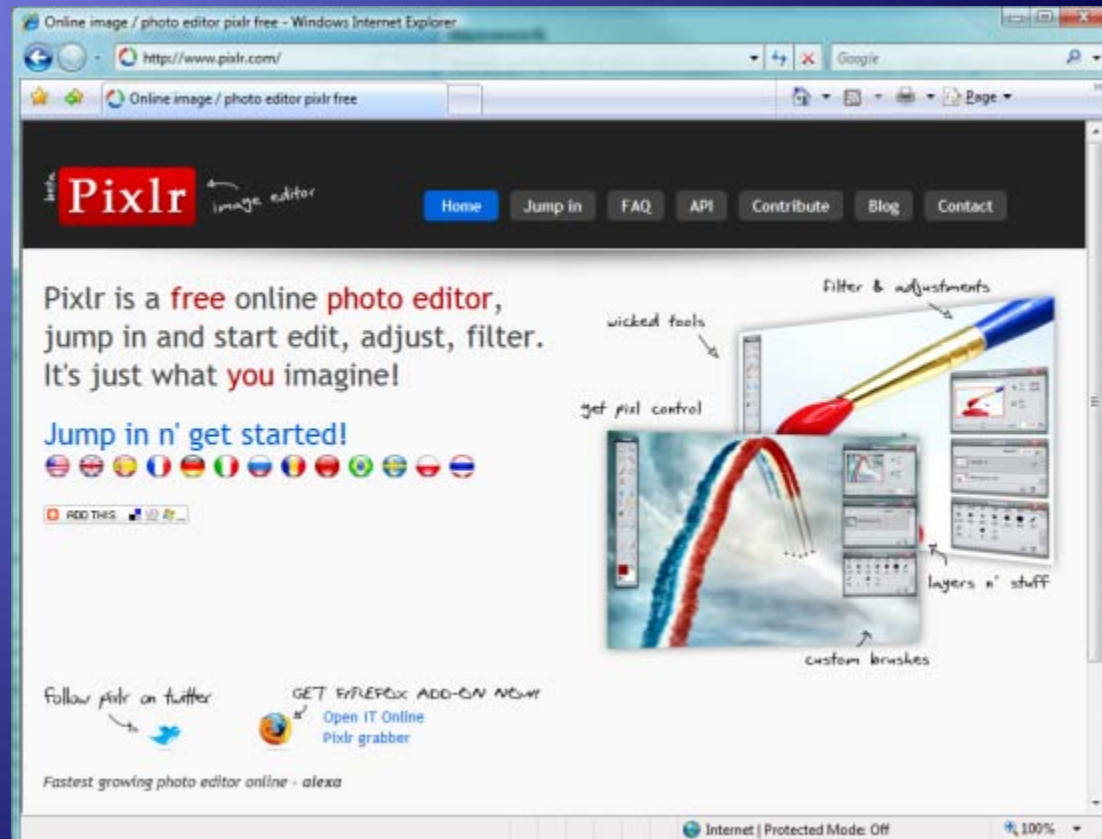 Online image / photo editor pixlr free - Windows Internet Explorer
http://www.pixlr.com/
Google
Online image / photo editor pixlr free
Page
beta
Pixlr
image editor
Home Jump in FAQ API Contribute Blog Contact
Pixlr is a free online photo editor,
jump in and start edit, adjust, filter.
It's just what you imagine!
Jump in n' get started!
ADD THIS
filter & adjustments
wicked tools
get pixl control
layers n' stuff
custom brushes
follow pixlr on twitter
GET FIREFOX ADD-ON NOW!
Open IT Online
Pixlr grabber
Fastest growing photo editor online - alexa
Internet | Protected Mode: Off
100%